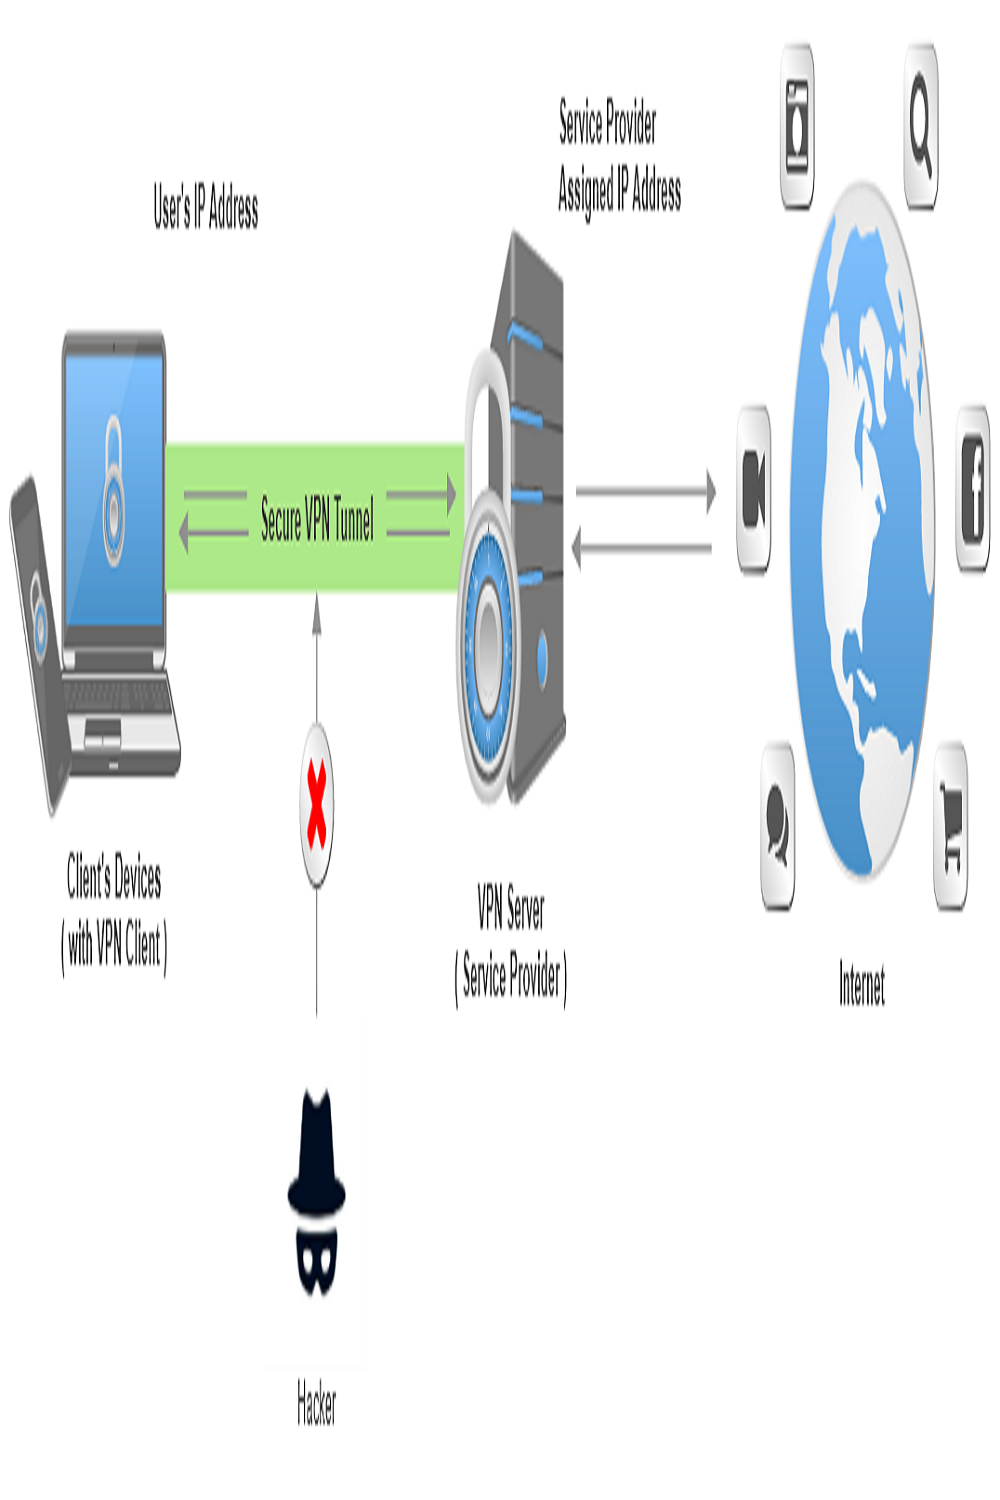 Service Provider
Assigned IP Address
User's IP Address
Secure VPN Tunnel
Client's Devices
( with VPN Client )
VPN Server
( Service Provider )
Internet
Hacker